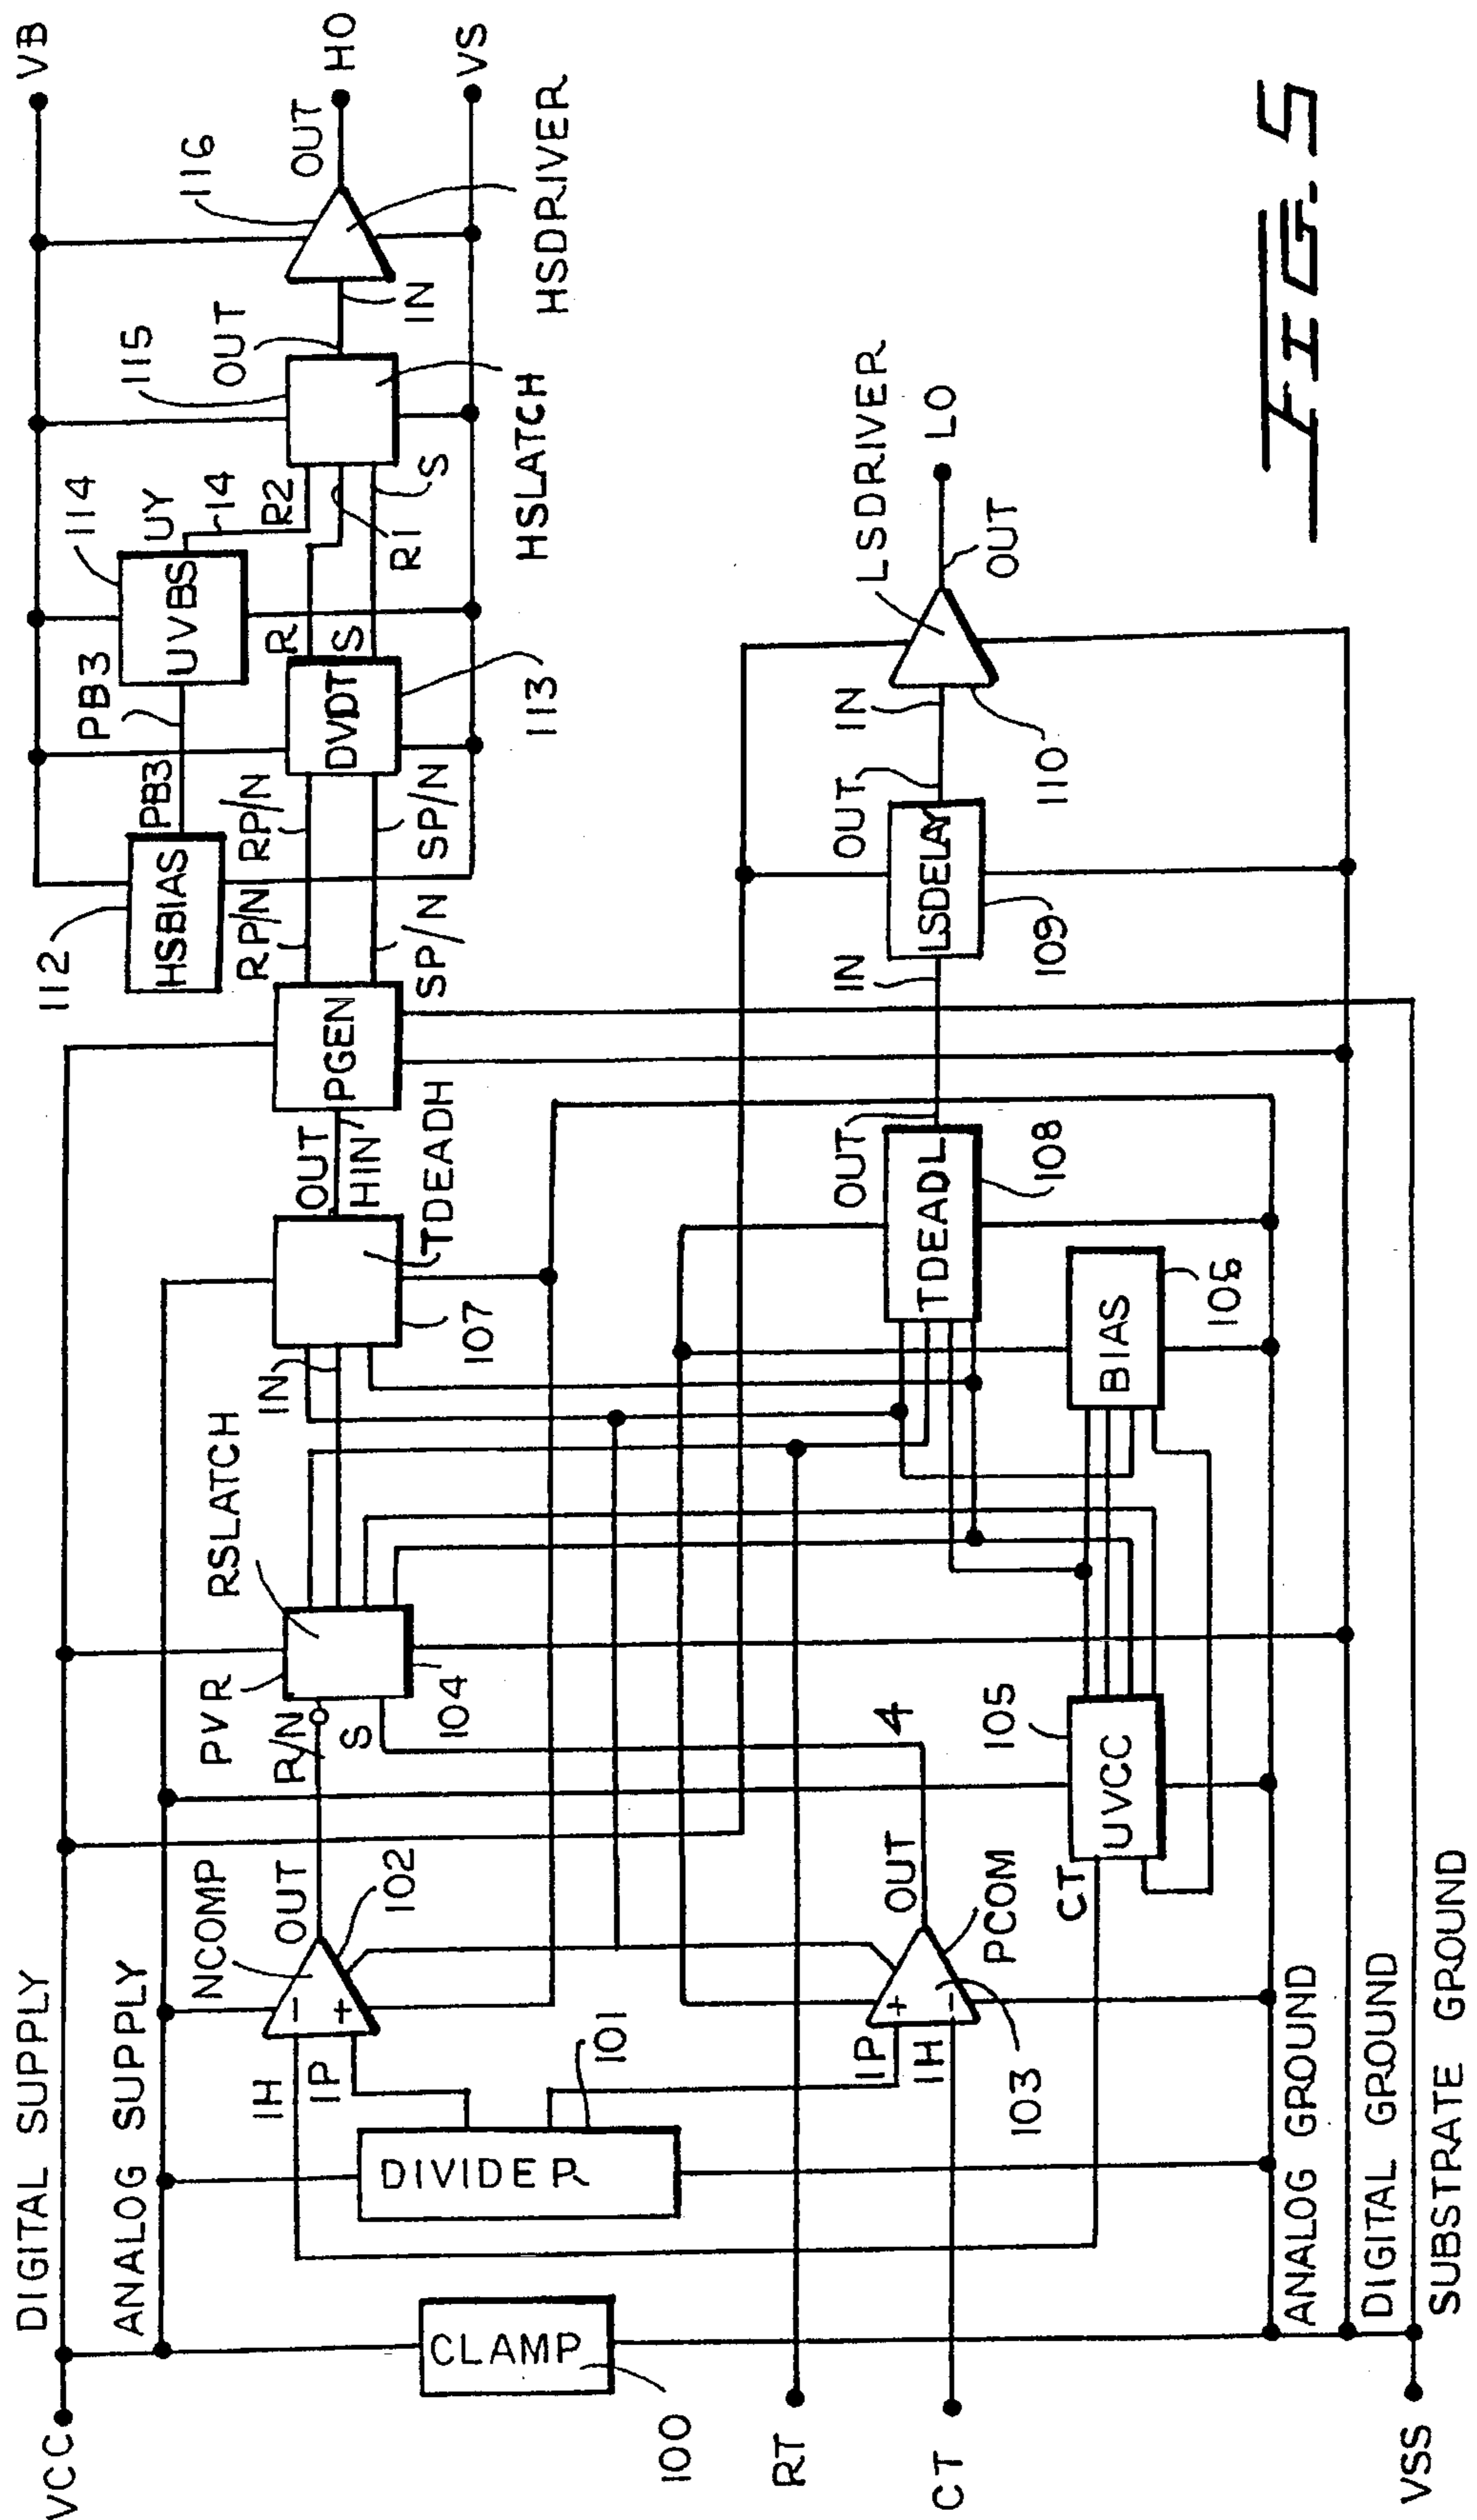 VCC
DIGITAL SUPPLY
ANALOG SUPPLY
CLAMP
100
RT
CT
VSS
ANALOG GROUND
DIGITAL GROUND
SUBSTRATE GROUND
DIVIDER
101
IH
IP
NCOMP
-
+
OUT
102
IP
IH
+
-
103
PCOM
OUT
4
PVR
R/N
S
RSLATCH
104
CT
UVCC
105
BIAS
106
IN
107
TDEADH
OUT
HIN
PGEN
TDEADL
108
OUT
IN
LSDELAY
109
OUT
IN
110
LSDRIVER
OUT
LO
RP/N
SP/N
RP/N
SP/N
112
HSBIAS
PB3
PB3
DVDT
113
R
S
114
UVBS
UY
14
R2
R1
S
HSLATCH
115
OUT
IN
116
HSDRIVER
OUT
VB
HO
VS
FIG. 5